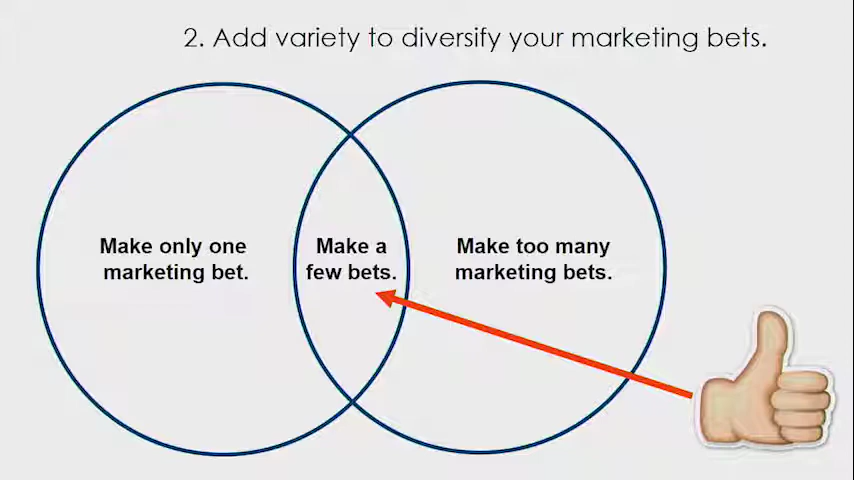 2. Add variety to diversify your marketing bets.
Make only one
marketing bet.
Make a
few bets.
Make too many
marketing bets.